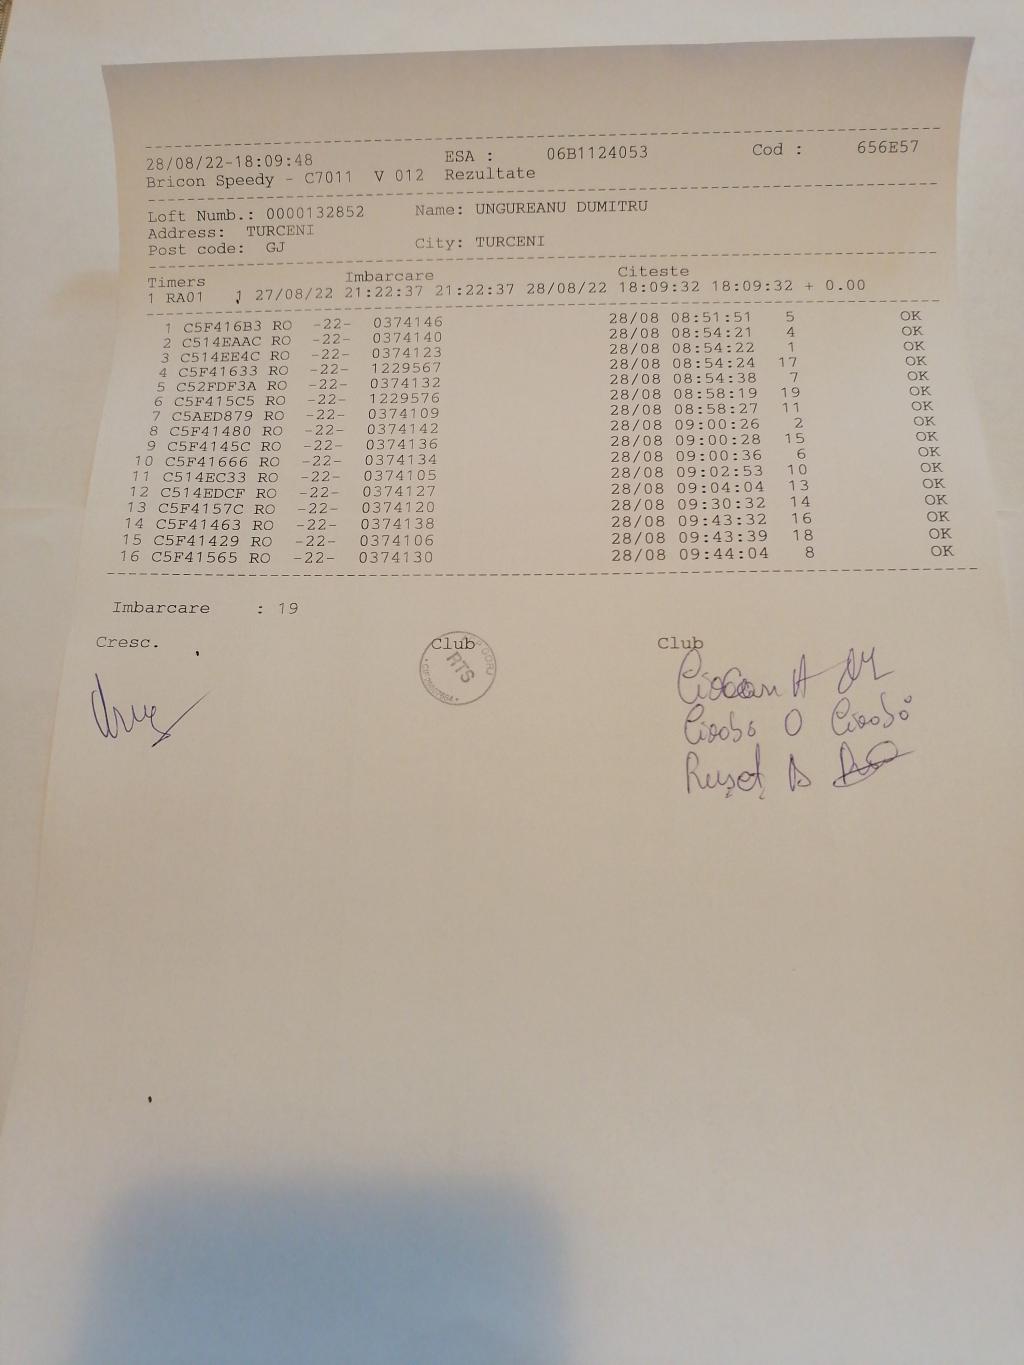 28/08/22-18:09:48 ESA : 06B1124053 Cod : 656E57
Bricon Speedy - C7011 V 012 Rezultate
Loft Numb.: 0000132852 Name: UNGUREANU DUMITRU
Address: TURCENI
Post code: GJ City: TURCENI
Timers Imbarcare Citeste
1 RA01 1 27/08/22 21:22:37 21:22:37 28/08/22 18:09:32 18:09:32 + 0.00
1 C5F416B3 RO -22- 0374146 28/08 08:51:51 5 OK
2 C514EAAC RO -22- 0374140 28/08 08:54:21 4 OK
3 C514EE4C RO -22- 0374123 28/08 08:54:22 1 OK
4 C5F41633 RO -22- 1229567 28/08 08:54:24 17 OK
5 C52FDF3A RO -22- 0374132 28/08 08:54:38 7 OK
6 C5F415C5 RO -22- 1229576 28/08 08:58:19 19 OK
7 C5AED879 RO -22- 0374109 28/08 08:58:27 11 OK
8 C5F41480 RO -22- 0374142 28/08 09:00:26 2 OK
9 C5F4145C RO -22- 0374136 28/08 09:00:28 15 OK
10 C5F41666 RO -22- 0374134 28/08 09:00:36 6 OK
11 C514EC33 RO -22- 0374105 28/08 09:02:53 10 OK
12 C514EDCF RO -22- 0374127 28/08 09:04:04 13 OK
13 C5F4157C RO -22- 0374120 28/08 09:30:32 14 OK
14 C5F41463 RO -22- 0374138 28/08 09:43:32 16 OK
15 C5F41429 RO -22- 0374106 28/08 09:43:39 18 OK
16 C5F41565 RO -22- 0374130 28/08 09:44:04 8 OK
Imbarcare : 19
Cresc. Club Club
RTS